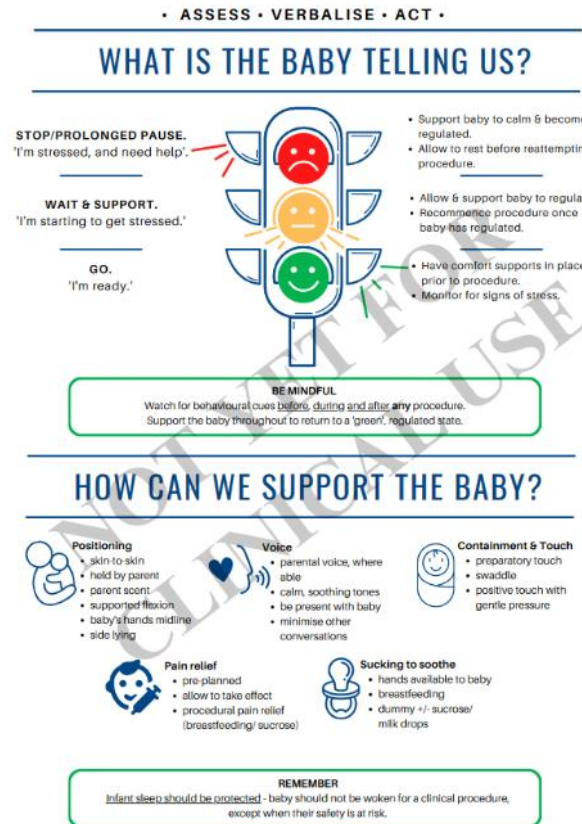 • ASSESS • VERBALISE • ACT •
WHAT IS THE BABY TELLING US?
STOP/PROLONGED PAUSE.
'I'm stressed, and need help'.
• Support baby to calm & become
regulated.
• Allow to rest before reattempting
procedure.
WAIT & SUPPORT.
'I'm starting to get stressed.'
• Allow & support baby to regula
• Recommence procedure once
baby has regulated.
GO.
'I'm ready.'
• Have comfort supports in place
prior to procedure.
• Monitor for signs of stress.
BE MINDFUL
Watch for behavioural cues before, during and after any procedure.
Support the baby throughout to return to a 'green', regulated state.
NOT YET FOR
CLINICAL USE
HOW CAN WE SUPPORT THE BABY?
Positioning
• skin-to-skin
• held by parent
• parent scent
• supported flexion
• baby's hands midline
• side lying
Voice
• parental voice, where
able
• calm, soothing tones
• be present with baby
• minimise other
conversations
Containment & Touch
• preparatory touch
• swaddle
• positive touch with
gentle pressure
Pain relief
• pre-planned
• allow to take effect
• procedural pain relief
(breastfeeding/ sucrose)
Sucking to soothe
• hands available to baby
• breastfeeding
• dummy +/- sucrose/
milk drops
REMEMBER
Infant sleep should be protected - baby should not be woken for a clinical procedure,
except when their safety is at risk.